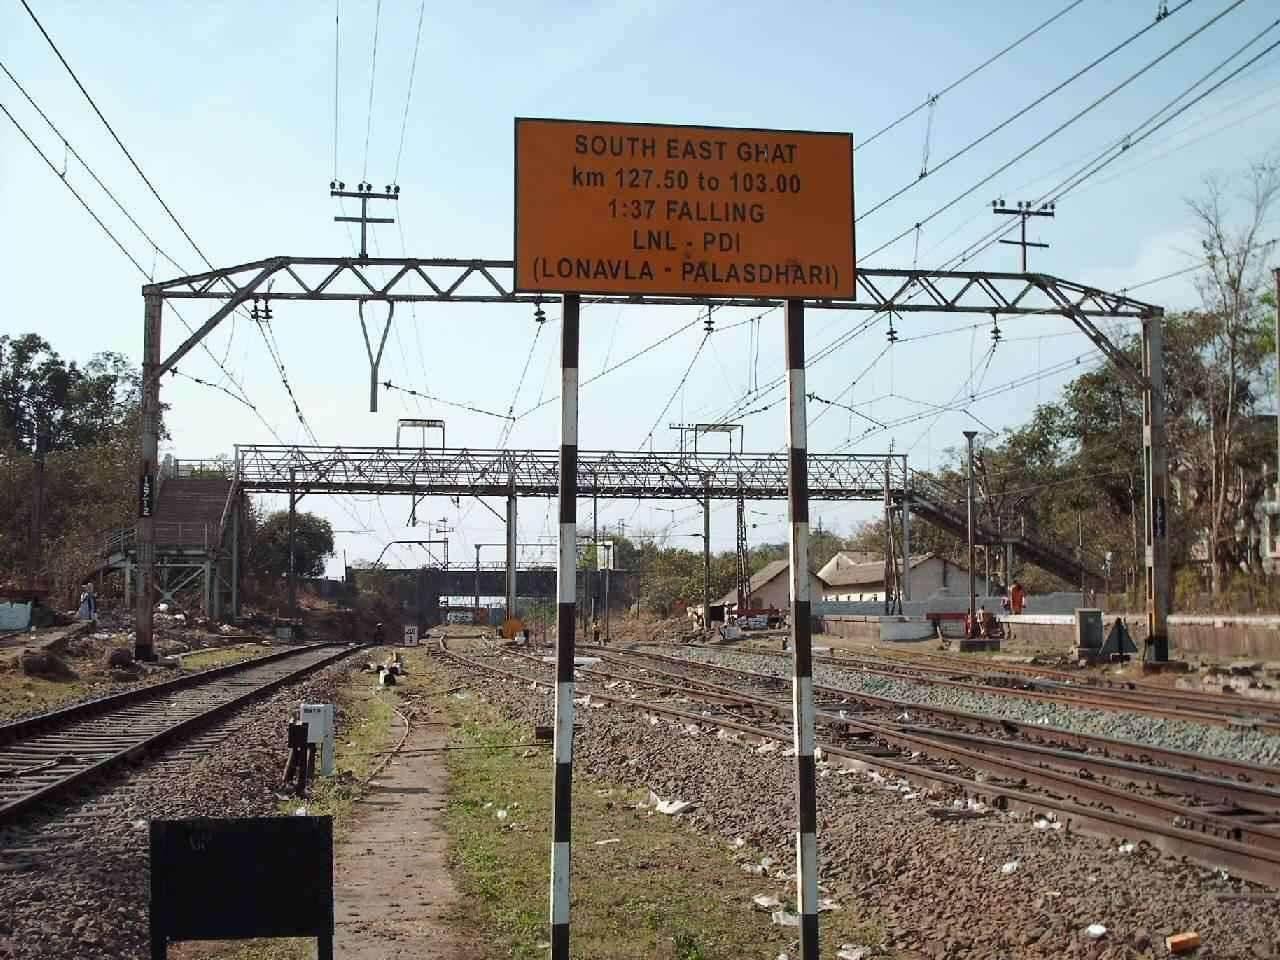 SOUTH EAST GHAT
km 127.50 to 103.00
1:37 FALLING
LNL - PDI
(LONAVLA - PALASDHARI)